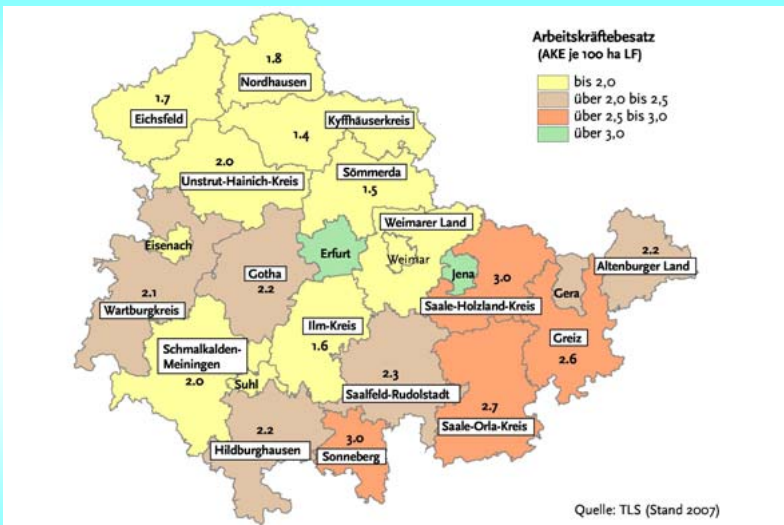 Arbeitskräftebesatz
(AKE je 100 ha LF)
bis 2,0
über 2,0 bis 2,5
über 2,5 bis 3,0
über 3,0
1.8
Nordhausen
1.7
Eichsfeld
Kyffhäuserkreis
1.4
2.0
Unstrut-Hainich-Kreis
Sömmerda
1.5
Weimarer Land
Eisenach
Erfurt
Weimar
Gotha
2.2
Jena
3.0
Saale-Holzland-Kreis
2.2
Altenburger Land
Gera
2.1
Wartburgkreis
Ilm-Kreis
1.6
Greiz
2.6
Schmalkalden-
Meiningen
2.0
Suhl
2.3
Saalfeld-Rudolstadt
2.7
Saale-Orla-Kreis
2.2
Hildburghausen
3.0
Sonneberg
Quelle: TLS (Stand 2007)